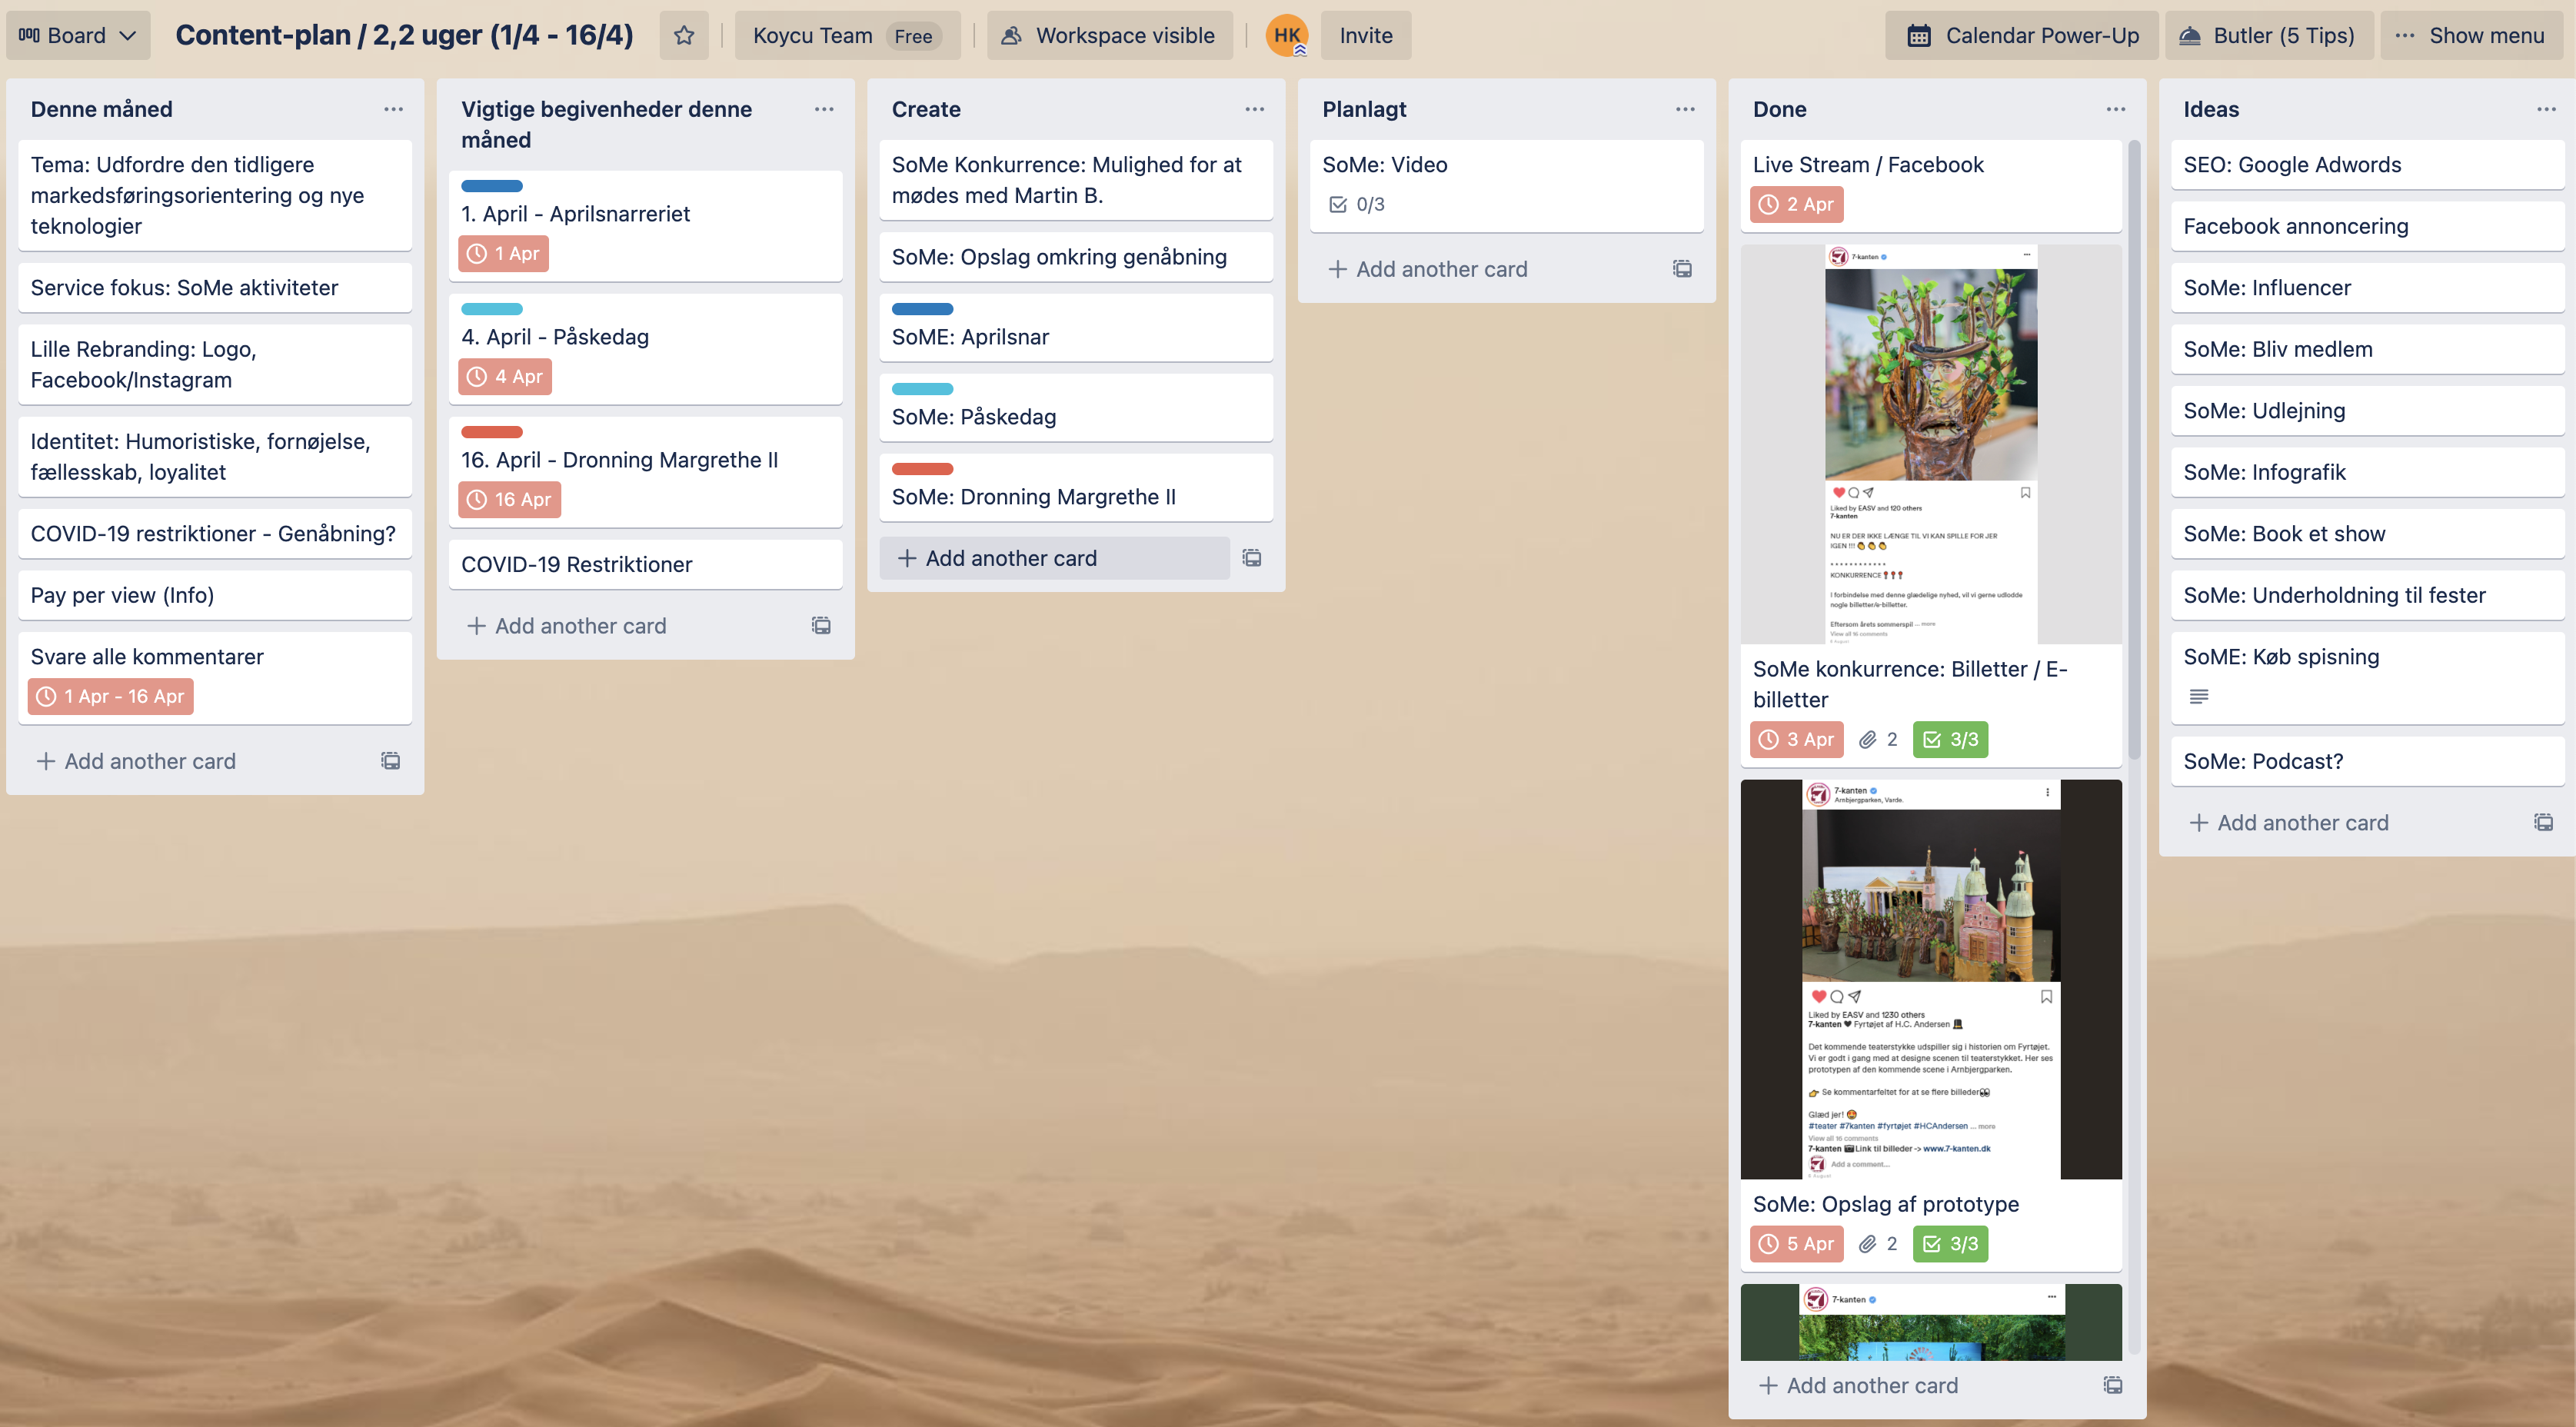 Board
Content-plan / 2,2 uger (1/4 - 16/4)
Koycu Team Free
Workspace visible
HK
Invite
Calendar Power-Up
Butler (5 Tips)
Show menu
Denne måned
Tema: Udfordre den tidligere
markedsføringsorientering og nye
teknologier
Service fokus: SoMe aktiviteter
Lille Rebranding: Logo,
Facebook/Instagram
Identitet: Humoristiske, fornøjelse,
fællesskab, loyalitet
COVID-19 restriktioner - Genåbning?
Pay per view (Info)
Svare alle kommentarer
1 Apr - 16 Apr
Add another card
Vigtige begivenheder denne
måned
1. April - Aprilsnarreriet
1 Apr
4. April - Påskedag
4 Apr
16. April - Dronning Margrethe II
16 Apr
COVID-19 Restriktioner
Add another card
Create
SoMe Konkurrence: Mulighed for at
mødes med Martin B.
SoMe: Opslag omkring genåbning
SoME: Aprilsnar
SoMe: Påskedag
SoMe: Dronning Margrethe II
Add another card
Planlagt
SoMe: Video
0/3
Add another card
Done
Live Stream / Facebook
2 Apr
7-kanten
Liked by EASV and 120 others
7-kanten
NU ER DER IKKE LÆNGE TIL VI KAN SPILLE FOR JER
IGEN !!!
************
KONKURRENCE
I forbindelse med denne glædelige nyhed, vil vi gerne udlodde
nogle billetter/e-billetter.
Eftersom årets sommerspil ... more
View all 16 comments
SoMe konkurrence: Billetter / E-
billetter
3 Apr 2 3/3
7-kanten
Arnbjergparken, Varde.
Liked by EASV and 1230 others
7-kanten ♥ Fyrtøjet af H.C. Andersen
Det kommende teaterstykke udspiller sig i historien om Fyrtøjet.
Vi er godt i gang med at designe scenen til teaterstykket. Her ses
prototypen af den kommende scene i Arnbjergparken.
👉 Se kommentarfeltet for at se flere billeder👀
Glæd jer! 🤩
#teater #7kanten #fyrtøjet #HCAndersen ... more
View all 16 comments
7-kanten 📷Link til billeder -> www.7-kanten.dk
Add a comment...
SoMe: Opslag af prototype
5 Apr 2 3/3
7-kanten
Add another card
Ideas
SEO: Google Adwords
Facebook annoncering
SoMe: Influencer
SoMe: Bliv medlem
SoMe: Udlejning
SoMe: Infografik
SoMe: Book et show
SoMe: Underholdning til fester
SoME: Køb spisning
SoMe: Podcast?
Add another card